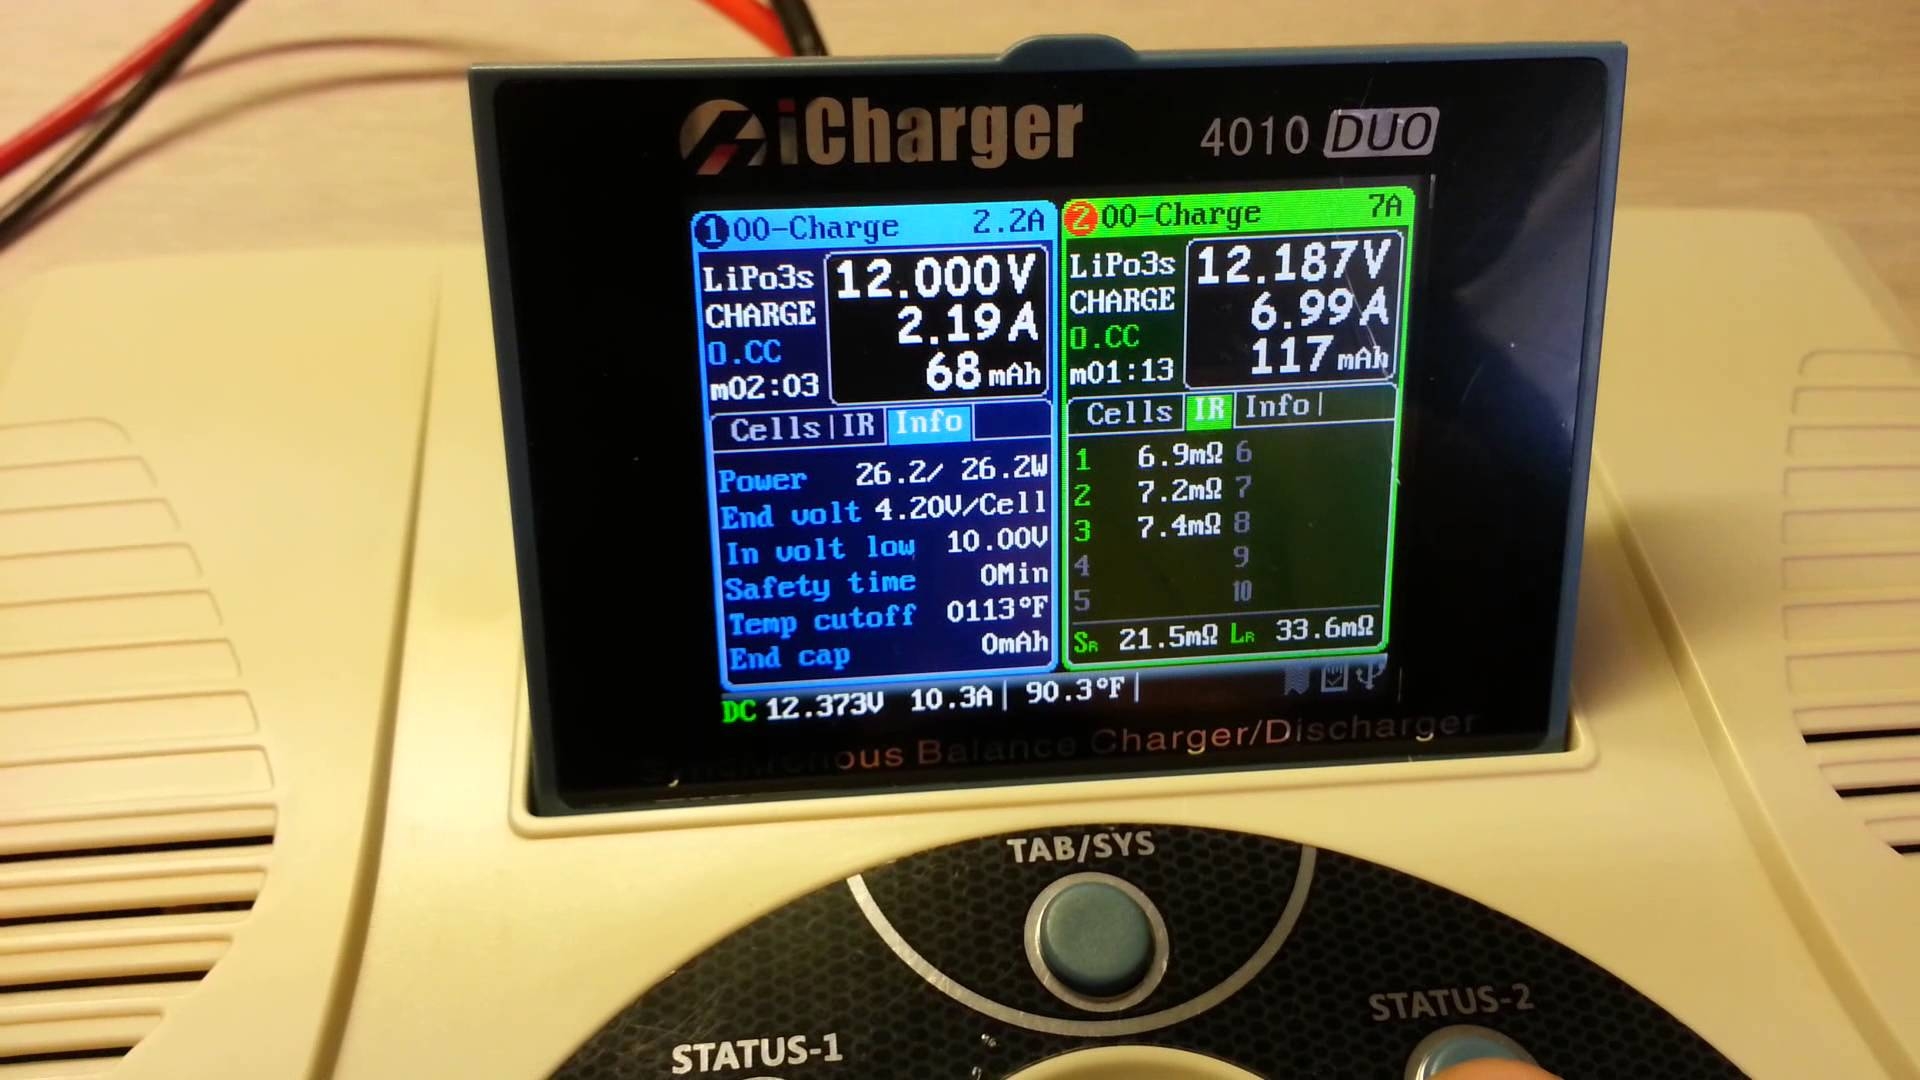 iCharger 4010 DUO
1 00-Charge 2.2A
LiPo3s 12.000V
CHARGE 2.19A
0.CC 68mAh
m02:03
Cells|IR Info
Power 26.2/ 26.2W
End volt 4.20V/Cell
In volt low 10.00V
Safety time 0Min
Temp cutoff 0113°F
End cap 0mAh
2 00-Charge 7A
LiPo3s 12.187V
CHARGE 6.99A
0.CC 117mAh
m01:13
Cells IR Info|
1 6.9mΩ 6
2 7.2mΩ 7
3 7.4mΩ 8
4 9
5 10
SR 21.5mΩ LR 33.6mΩ
DC 12.373V 10.3A| 90.3°F|
Synchronous Balance Charger/Discharger
TAB/SYS
STATUS-2
STATUS-1